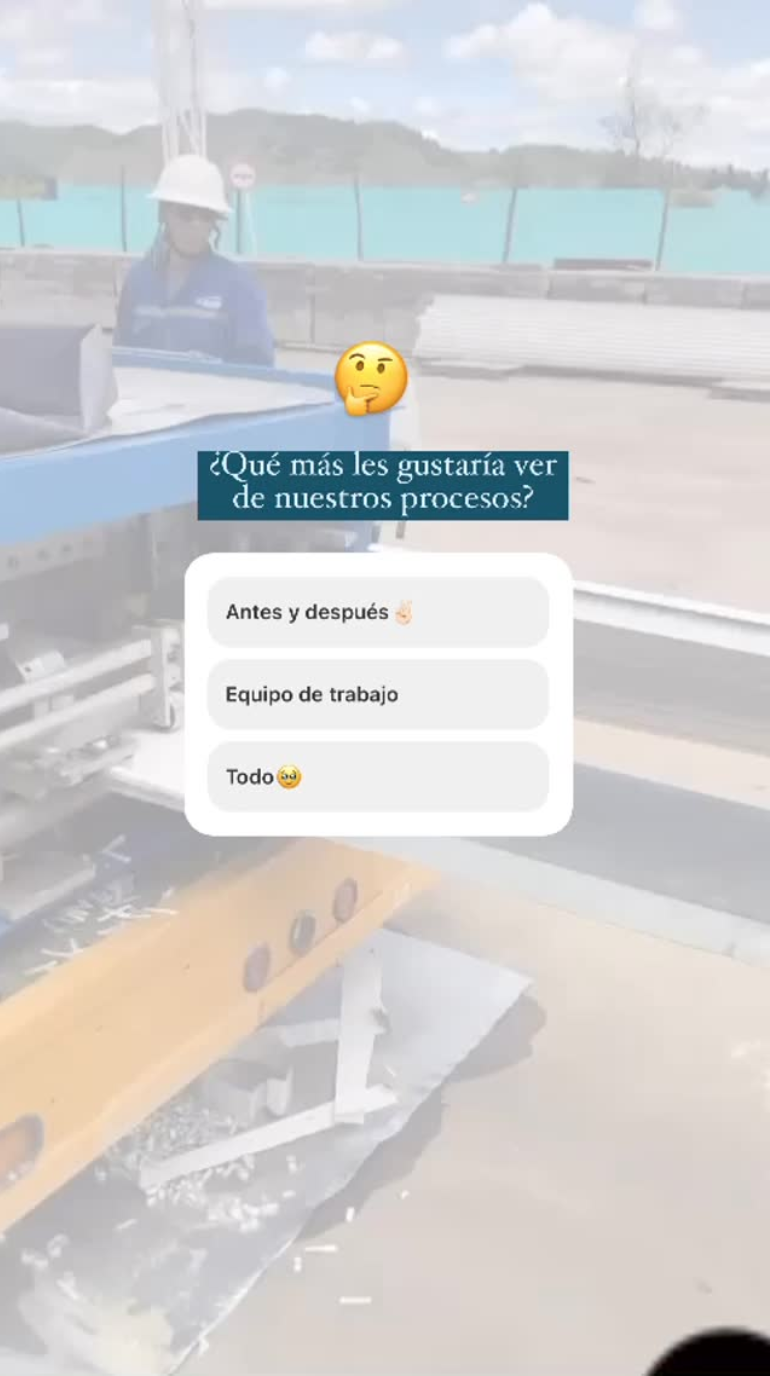 ¿Qué más les gustaría ver
de nuestros procesos?
Antes y después✌🏻
Equipo de trabajo
Todo🥹